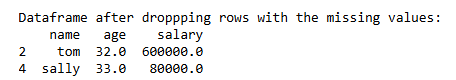 Dataframe after droppping rows with the missing values:
name age salary
2 tom 32.0 600000.0
4 sally 33.0 80000.0